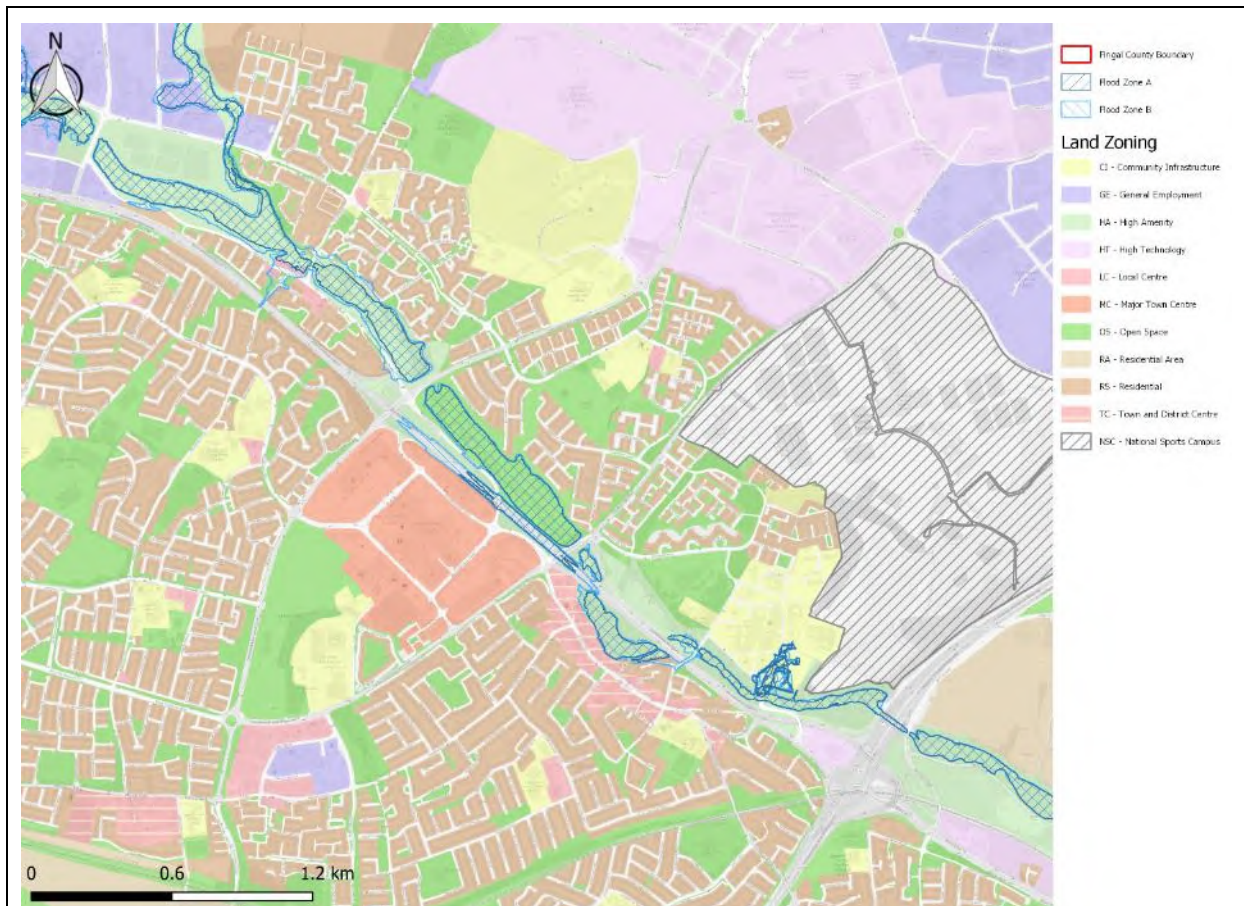 N
Fingal County Boundary
Flood Zone A
Flood Zone B
Land Zoning
CI - Community Infrastructure
GE - General Employment
HA - High Amenity
HT - High Technology
LC - Local Centre
RC - Major Town Centre
OS - Open Space
RA - Residential Area
RS - Residential
TC - Town and District Centre
NSC - National Sports Campus
0 0.6 1.2 km